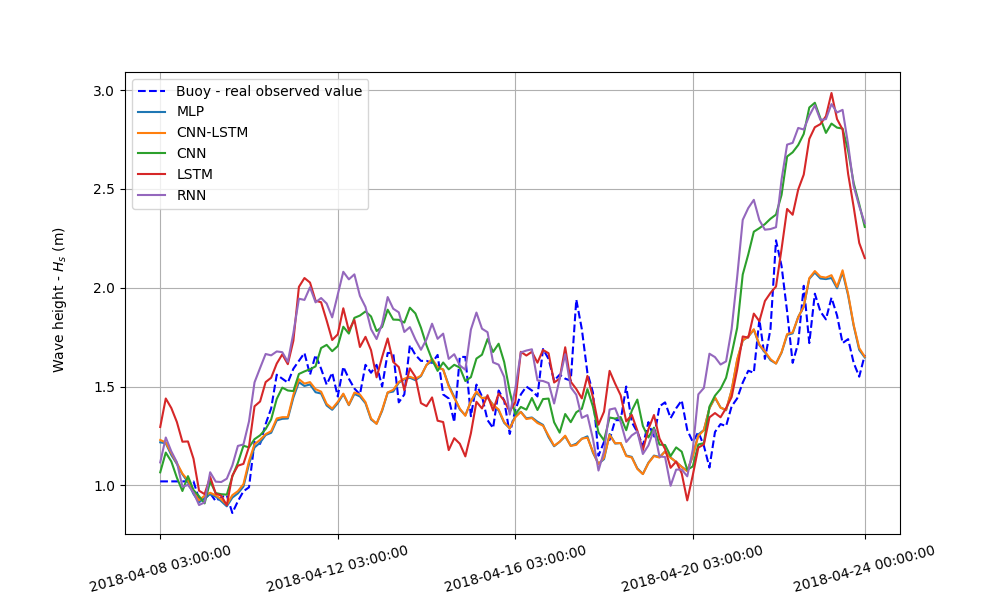 Buoy - real observed value
MLP
CNN-LSTM
CNN
LSTM
RNN
3.0
2.5
2.0
1.5
1.0
Wave height - Hₛ (m)
2018-04-08 03:00:00
2018-04-12 03:00:00
2018-04-16 03:00:00
2018-04-20 03:00:00
2018-04-24 00:00:00